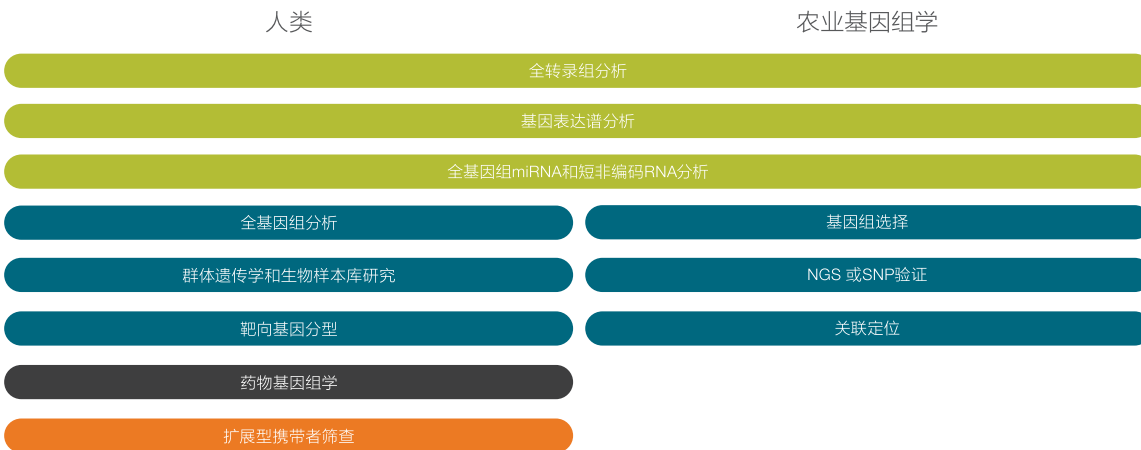 人类
农业基因组学
全转录组分析
基因表达谱分析
全基因组miRNA和短非编码RNA分析
全基因组分析
基因组选择
群体遗传学和生物样本库研究
NGS 或SNP验证
靶向基因分型
关联定位
药物基因组学
扩展型携带者筛查